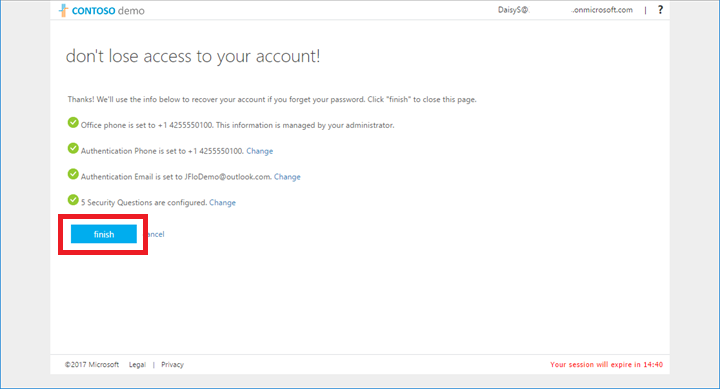 CONTOSO demo
DaisyS@ .onmicrosoft.com | ?
don't lose access to your account!
Thanks! We'll use the info below to recover your account if you forget your password. Click "finish" to close this page.
Office phone is set to +1 4255550100. This information is managed by your administrator.
Authentication Phone is set to +1 4255550100. Change
Authentication Email is set to JFloDemo@outlook.com. Change
5 Security Questions are configured. Change
finish
ancel
©2017 Microsoft Legal | Privacy
Your session will expire in 14:40